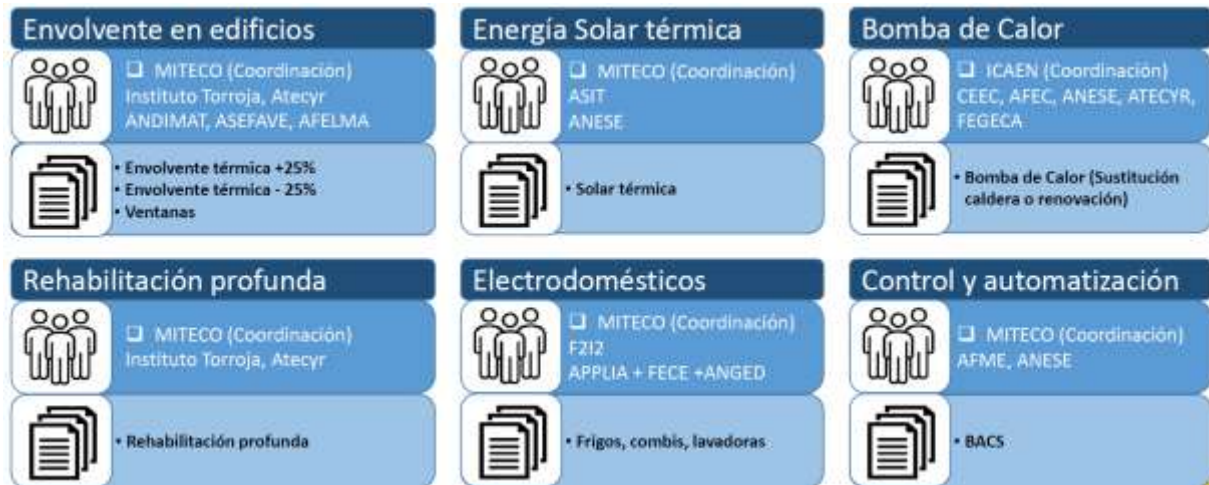 Envolvente en edificios
❑ MITECO (Coordinación)
Instituto Torroja, Atecyr
ANDIMAT, ASEFAVE, AFELMA
• Envolvente térmica +25%
• Envolvente térmica - 25%
• Ventanas
Energía Solar térmica
❑ MITECO (Coordinación)
ASIT
ANESE
• Solar térmica
Bomba de Calor
❑ ICAEN (Coordinación)
CEEC, AFEC, ANESE, ATECYR,
FEGECA
• Bomba de Calor (Sustitución
caldera o renovación)
Rehabilitación profunda
❑ MITECO (Coordinación)
Instituto Torroja, Atecyr
• Rehabilitación profunda
Electrodomésticos
❑ MITECO (Coordinación)
F2I2
APPLIA + FECE +ANGED
• Frigos, combis, lavadoras
Control y automatización
❑ MITECO (Coordinación)
AFME, ANESE
• BACS